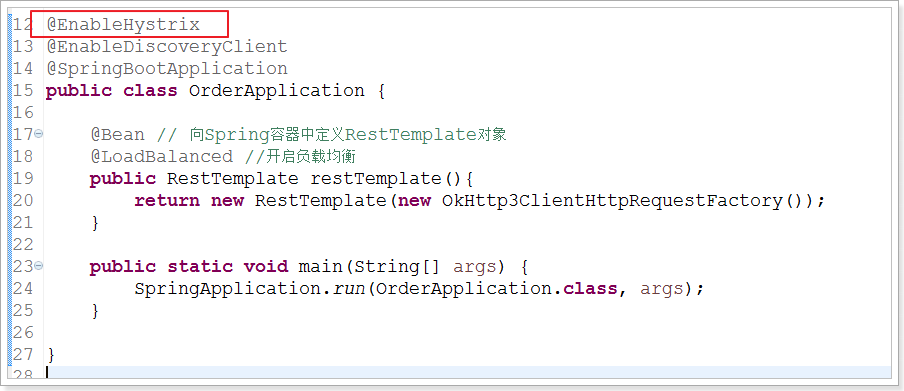 12 @EnableHystrix
13 @EnableDiscoveryClient
14 @SpringBootApplication
15 public class OrderApplication {
16
17 @Bean // 向Spring容器中定义RestTemplate对象
18 @LoadBalanced //开启负载均衡
19 public RestTemplate restTemplate(){
20 return new RestTemplate(new OkHttp3ClientHttpRequestFactory());
21 }
22
23 public static void main(String[] args) {
24 SpringApplication.run(OrderApplication.class, args);
25 }
26
27 }
28